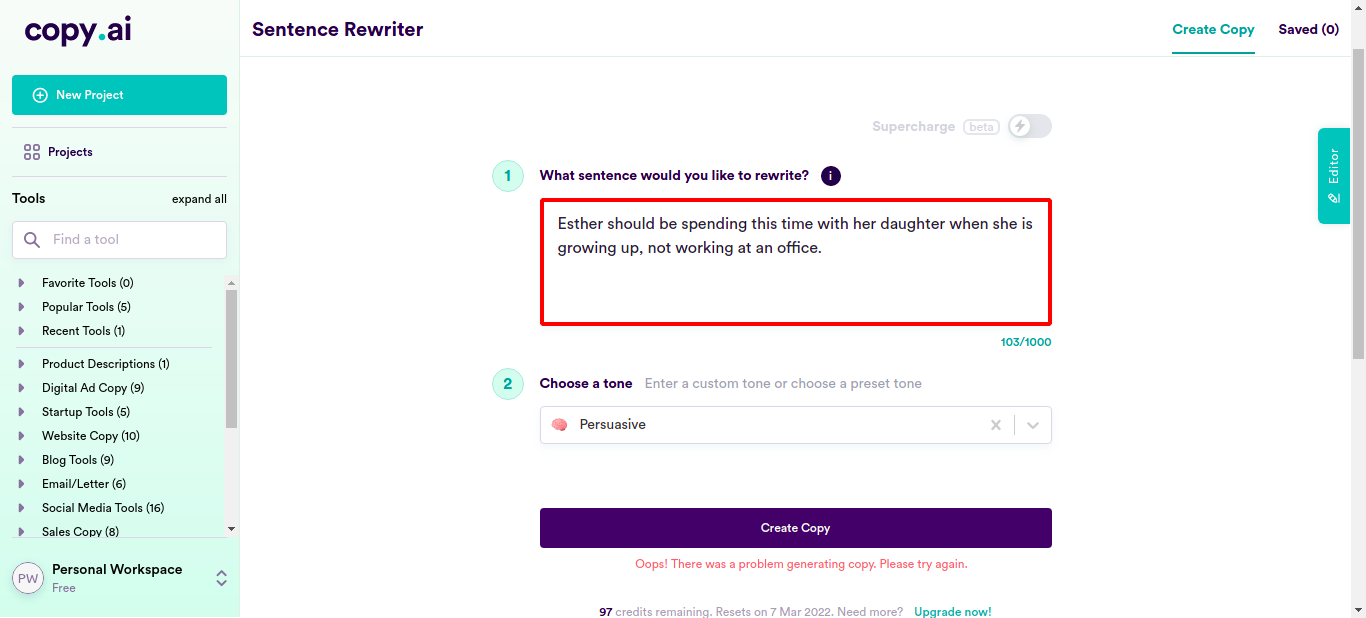 copy.ai
New Project
Projects
Tools
expand all
Find a tool
Favorite Tools (0)
Popular Tools (5)
Recent Tools (1)
Product Descriptions (1)
Digital Ad Copy (9)
Startup Tools (5)
Website Copy (10)
Blog Tools (9)
Email/Letter (6)
Social Media Tools (16)
Sales Copy (8)
PW
Personal Workspace
Free
Sentence Rewriter
Create Copy
Saved (0)
Supercharge beta
1 What sentence would you like to rewrite? i
Esther should be spending this time with her daughter when she is
growing up, not working at an office.
103/1000
2 Choose a tone Enter a custom tone or choose a preset tone
Persuasive
Create Copy
Oops! There was a problem generating copy. Please try again.
97 credits remaining. Resets on 7 Mar 2022. Need more? Upgrade now!
Editor